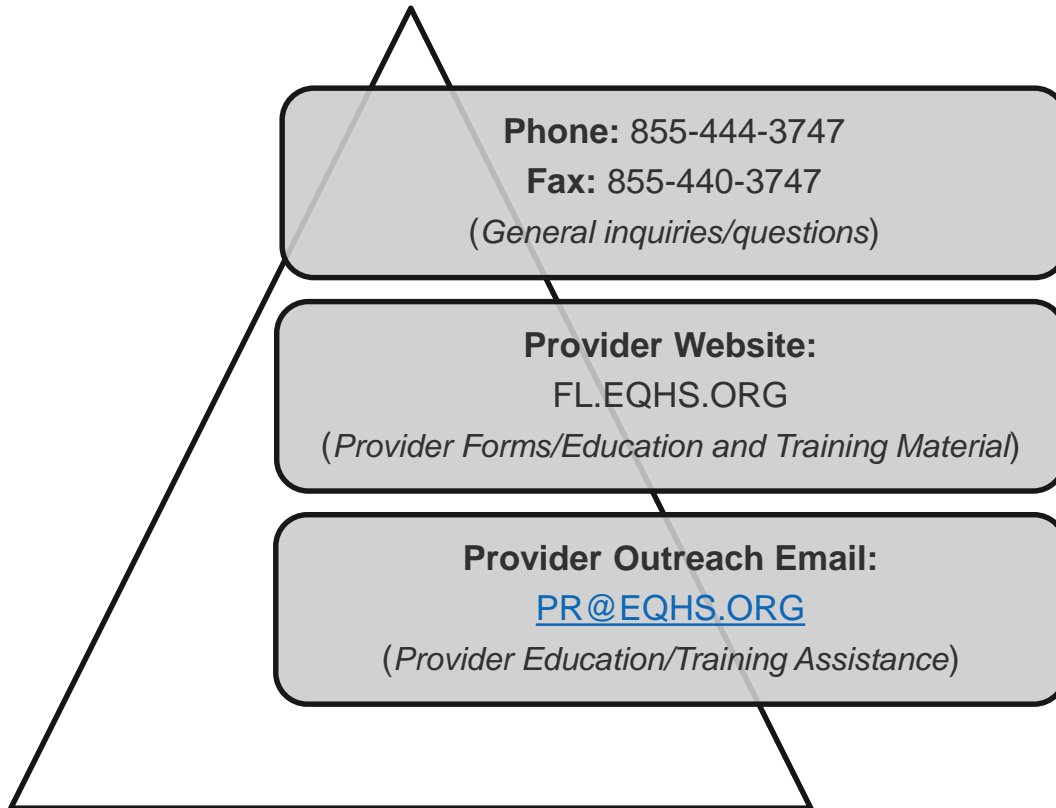 Phone: 855-444-3747
Fax: 855-440-3747
(General inquiries/questions)
Provider Website:
FL.EQHS.ORG
(Provider Forms/Education and Training Material)
Provider Outreach Email:
PR@EQHS.ORG
(Provider Education/Training Assistance)